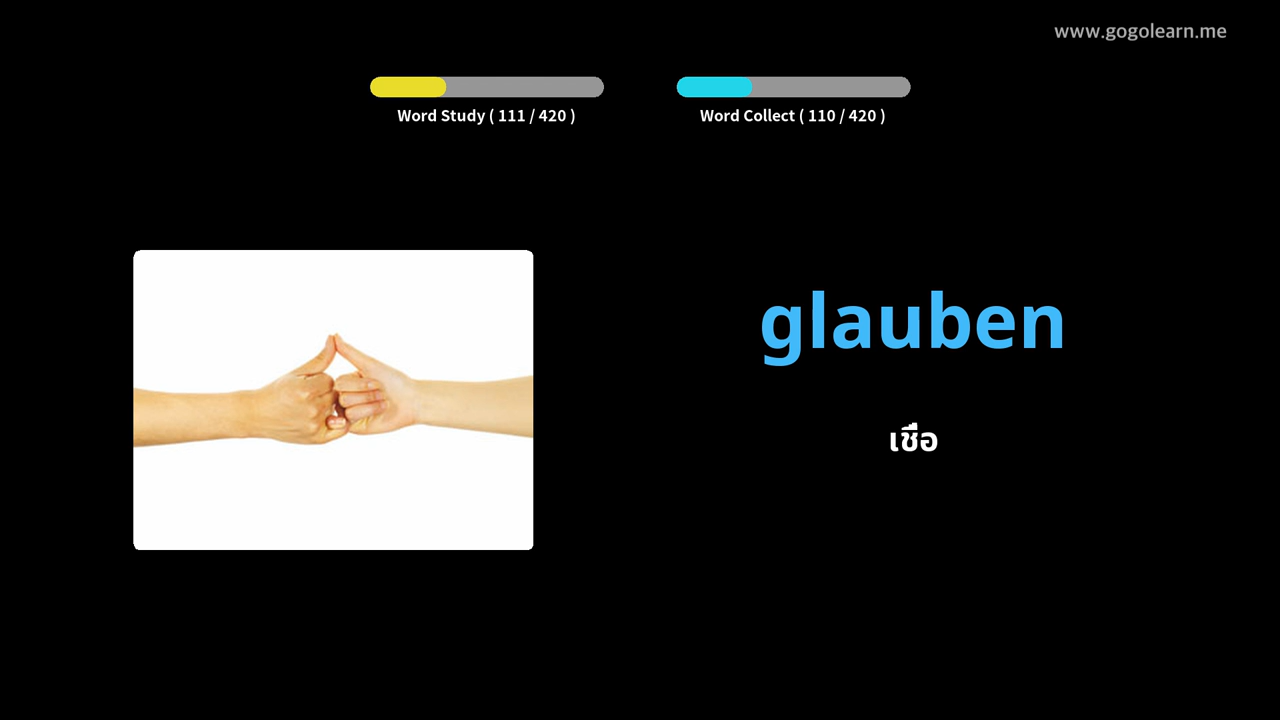 www.gogolearn.me
Word Study ( 111 / 420 )
Word Collect ( 110 / 420 )
glauben
เชื่อ